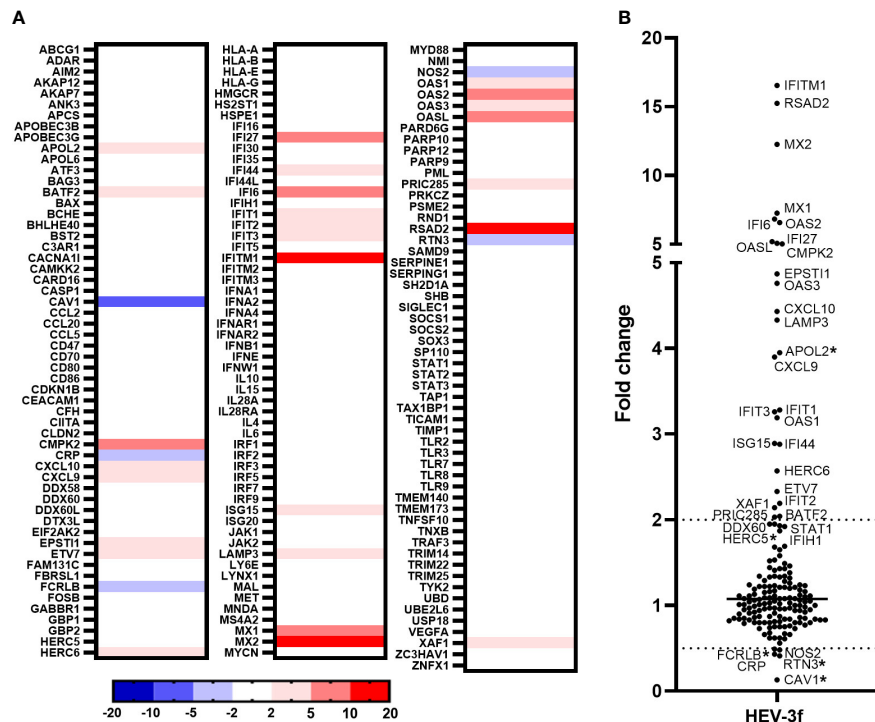 A
ABCG1
ADAR
AIM2
AKAP12
AKAP7
ANK3
APCS
APOBEC3B
APOBEC3G
APOL2
APOL6
ATF3
BAG3
BATF2
BAX
BCHE
BHLHE40
BST2
C3AR1
CACNA1I
CAMKK2
CARD16
CASP1
CAV1
CCL2
CCL20
CCL5
CD47
CD70
CD80
CD86
CDKN1B
CEACAM1
CFH
CIITA
CLDN2
CMPK2
CRP
CXCL10
CXCL9
DDX58
DDX60
DDX60L
DTX3L
EIF2AK2
EPSTI1
ETV7
FAM131C
FBRSL1
FCRLB
FOSB
GABBR1
GBP1
GBP2
HERC5
HERC6
HLA-A
HLA-B
HLA-E
HLA-G
HMGCR
HS2ST1
HSPE1
IFI16
IFI27
IFI30
IFI35
IFI44
IFI44L
IFI6
IFIH1
IFIT1
IFIT2
IFIT3
IFIT5
IFITM1
IFITM2
IFITM3
IFNA1
IFNA2
IFNA4
IFNAR1
IFNAR2
IFNB1
IFNE
IFNW1
IL10
IL15
IL28A
IL28RA
IL4
IL6
IRF1
IRF2
IRF3
IRF5
IRF7
IRF9
ISG15
ISG20
JAK1
JAK2
LAMP3
LY6E
LYNX1
MAL
MET
MNDA
MS4A2
MX1
MX2
MYCN
MYD88
NMI
NOS2
OAS1
OAS2
OAS3
OASL
PARD6G
PARP10
PARP12
PARP9
PML
PRIC285
PRKCZ
PSME2
RND1
RSAD2
RTN3
SAMD9
SERPINE1
SERPING1
SH2D1A
SHB
SIGLEC1
SOCS1
SOCS2
SOX3
SP110
STAT1
STAT2
STAT3
TAP1
TAX1BP1
TICAM1
TIMP1
TLR2
TLR3
TLR7
TLR8
TLR9
TMEM140
TMEM173
TNFSF10
TNXB
TRAF3
TRIM14
TRIM22
TRIM25
TYK2
UBD
UBE2L6
USP18
VEGFA
XAF1
ZC3HAV1
ZNFX1
-20 -10 -5 -2 2 5 10 20
B
Fold change
20
15
10
5
5
4
3
2
1
0
IFITM1
RSAD2
MX2
MX1
IFI6 OAS2
OASL IFI27
CMPK2
EPSTI1
OAS3
CXCL10
LAMP3
APOL2*
CXCL9
IFIT3 IFIT1
OAS1
ISG15 IFI44
HERC6
ETV7
XAF1 IFIT2
PRIC285 BATF2
DDX60 STAT1
HERC5* IFIH1
FCRLB* NOS2
CRP RTN3*
CAV1*
HEV-3f